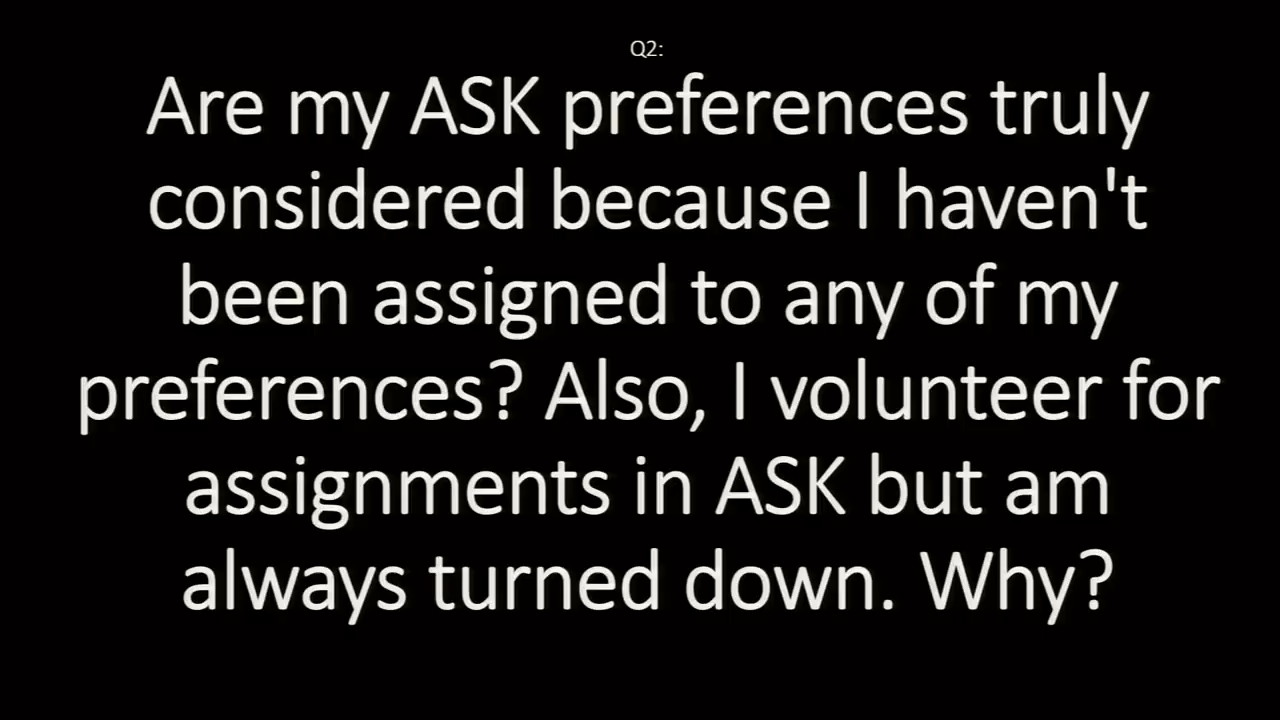 Q2:
Are my ASK preferences truly
considered because I haven't
been assigned to any of my
preferences? Also, I volunteer for
assignments in ASK but am
always turned down. Why?